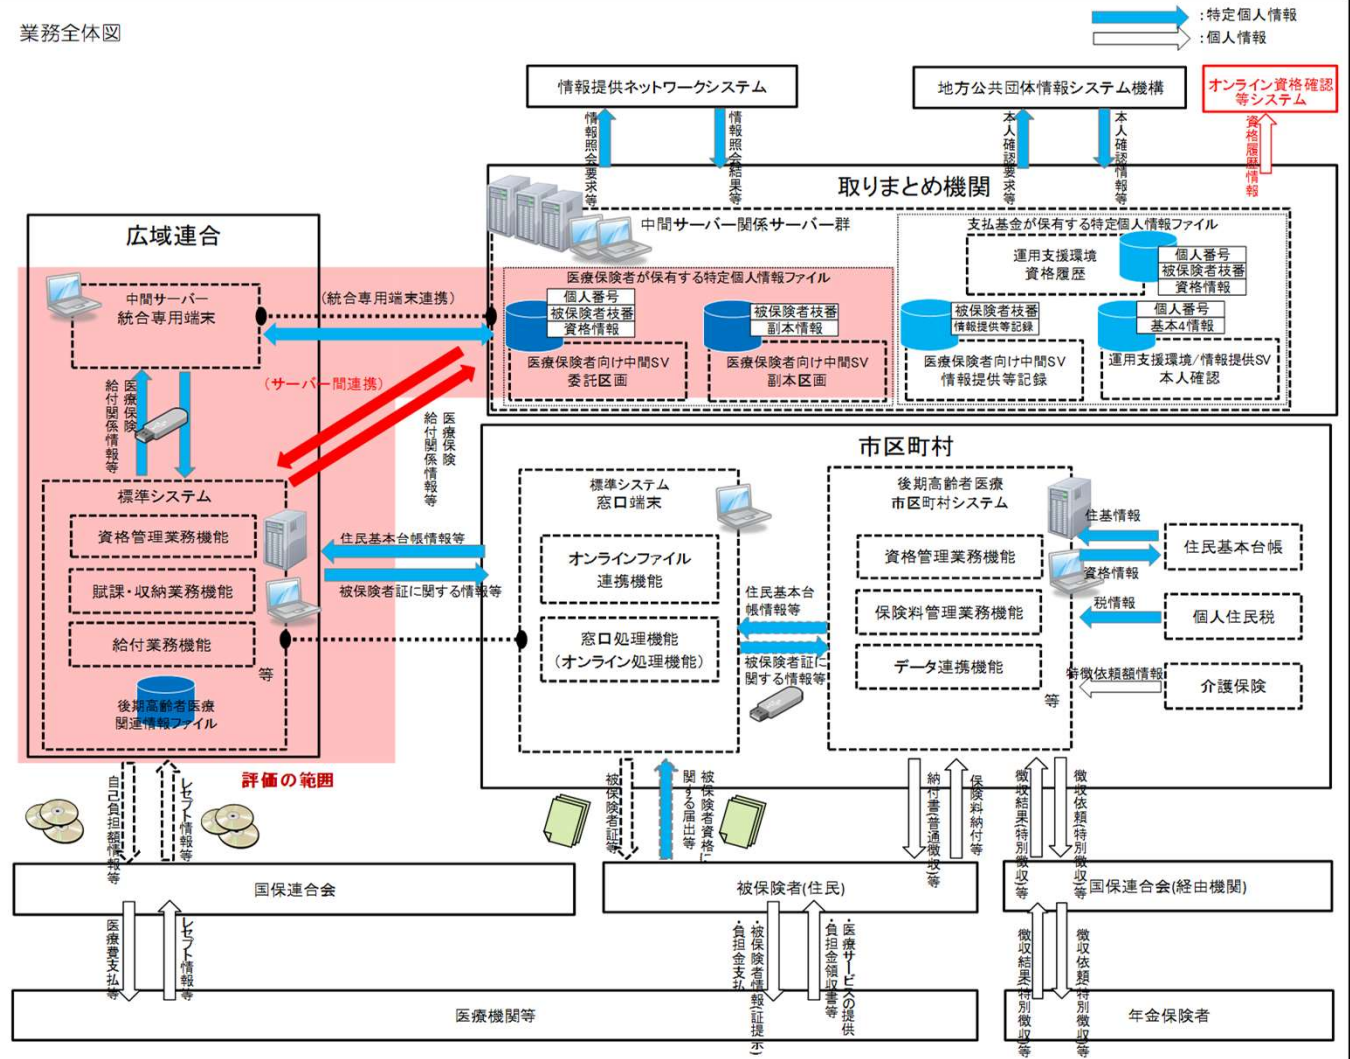 業務全体図
：特定個人情報
：個人情報
情報提供ネットワークシステム
地方公共団体情報システム機構
オンライン資格確認
等システム
情報照会要求等
情報照会結果等
本人確認要求等
本人確認情報等
資格履歴情報
取りまとめ機関
中間サーバー関係サーバー群
支払基金が保有する特定個人情報ファイル
運用支援環境
資格履歴
個人番号
被保険者枝番
資格情報
医療保険者が保有する特定個人情報ファイル
個人番号
被保険者枝番
資格情報
医療保険者向け中間SV
委託区画
被保険者枝番
副本情報
医療保険者向け中間SV
副本区画
被保険者枝番
情報提供等記録
医療保険者向け中間SV
情報提供等記録
個人番号
基本4情報
運用支援環境/情報提供SV
本人確認
広域連合
中間サーバー
統合専用端末
(統合専用端末連携)
(サーバー間連携)
医療保険
給付関係情報等
医療保険
給付関係情報等
標準システム
資格管理業務機能
賦課・収納業務機能
給付業務機能
等
後期高齢者医療
関連情報ファイル
評価の範囲
住民基本台帳情報等
被保険者証に関する情報等
市区町村
標準システム
窓口端末
オンラインファイル
連携機能
窓口処理機能
(オンライン処理機能)
住民基本台
帳情報等
被保険者証に
関する情報等
後期高齢者医療
市区町村システム
資格管理業務機能
保険料管理業務機能
データ連携機能
等
住基情報
資格情報
税情報
特徴依頼額情報
住民基本台帳
個人住民税
介護保険
自己負担額情報等
レセプト情報等
被保険者証等
被保険者資格に
関する届出等
納付書(普通徴収)等
保険料納付等
徴収結果(特別徴収)等
徴収依頼(特別徴収)等
国保連合会
被保険者(住民)
国保連合会(経由機関)
医療費支払等
レセプト情報等
・被保険者情報(証提示)
・負担金支払
・医療サービスの提供
・負担金領収書等
徴収結果(特別徴収)等
徴収依頼(特別徴収)等
医療機関等
年金保険者